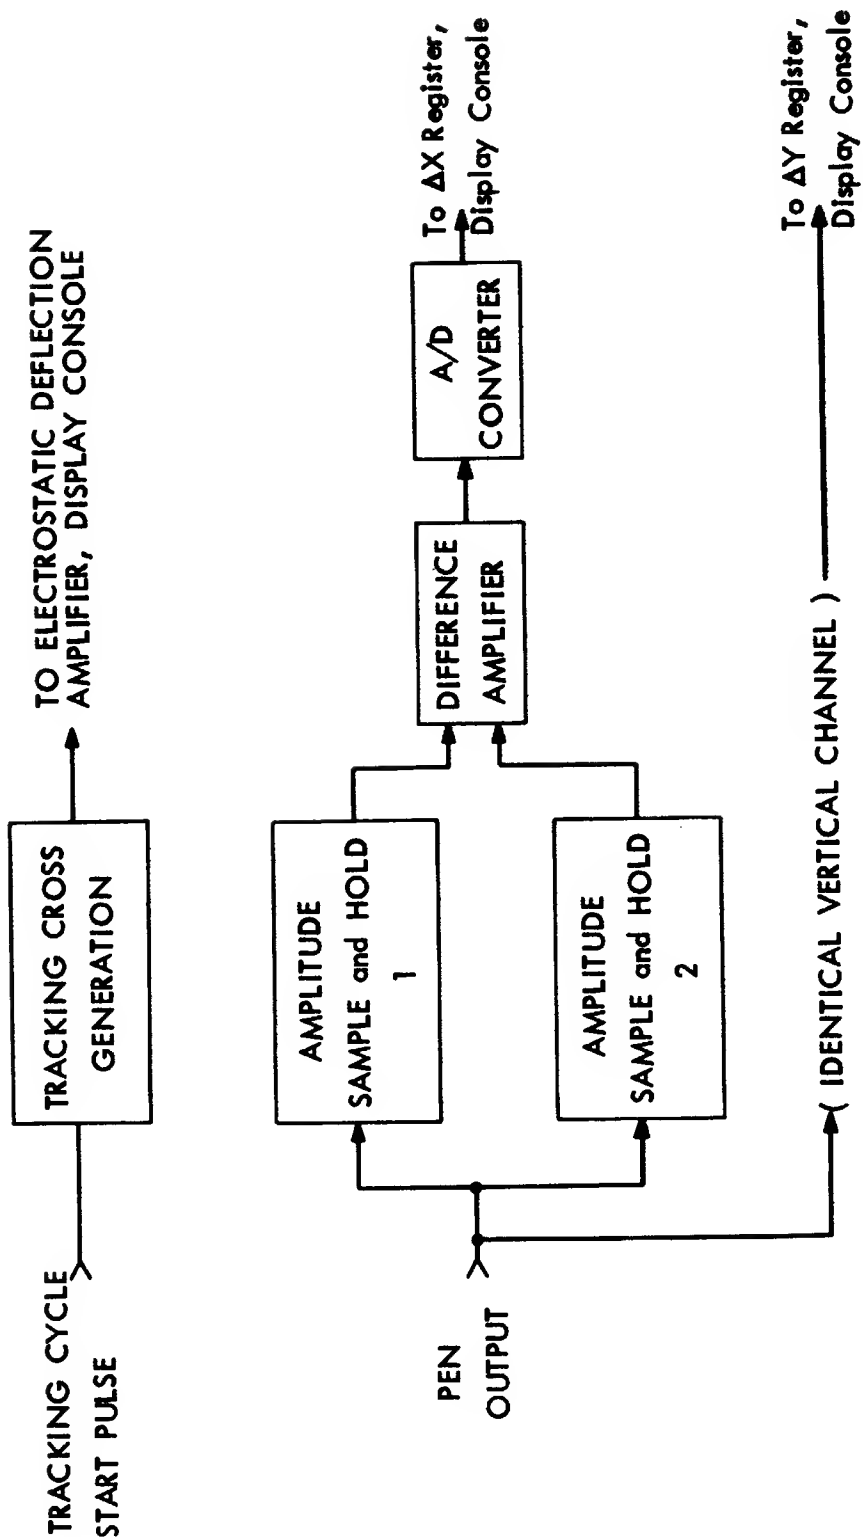 TRACKING CYCLE
START PULSE
TRACKING CROSS
GENERATION
TO ELECTROSTATIC DEFLECTION
AMPLIFIER, DISPLAY CONSOLE
PEN
OUTPUT
AMPLITUDE
SAMPLE and HOLD
1
AMPLITUDE
SAMPLE and HOLD
2
DIFFERENCE
AMPLIFIER
A/D
CONVERTER
To ΔX Register,
Display Console
( IDENTICAL VERTICAL CHANNEL )
To ΔY Register,
Display Console